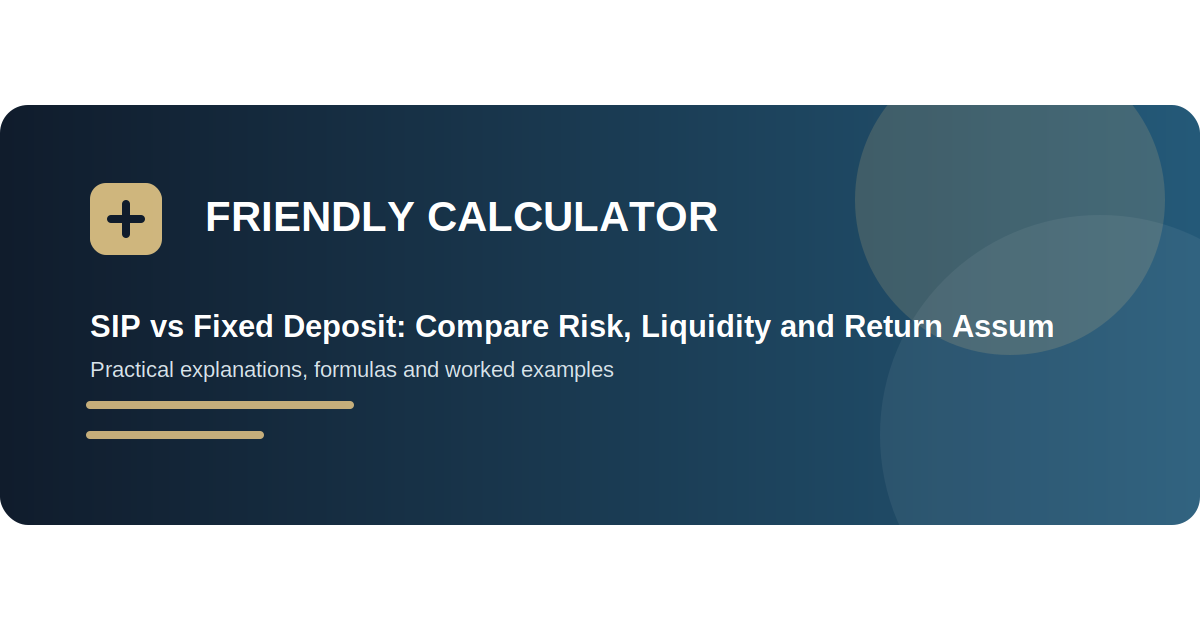 FRIENDLY CALCULATOR
SIP vs Fixed Deposit: Compare Risk, Liquidity and Return Assum
Practical explanations, formulas and worked examples